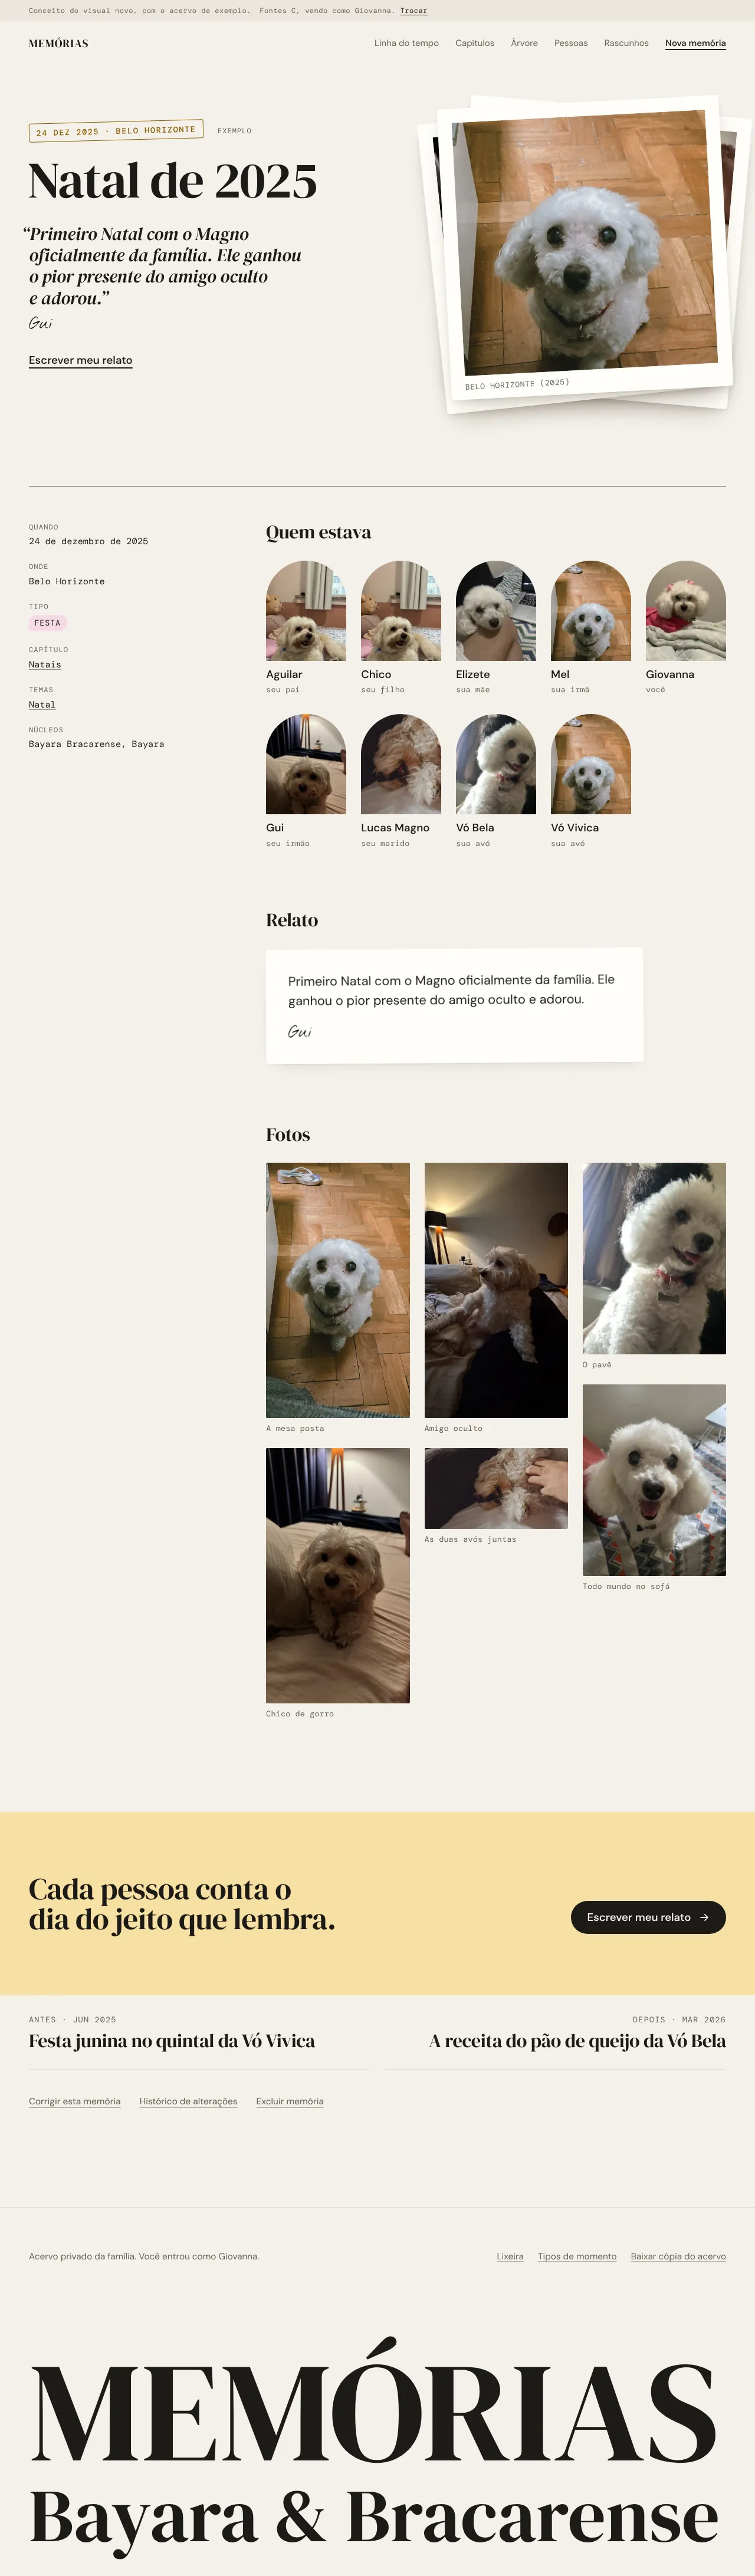 Conceito do visual novo, com o acervo de exemplo. Fontes C, vendo como Giovanna. Trocar
MEMÓRIAS
Linha do tempo Capítulos Árvore Pessoas Rascunhos Nova memória
24 DEZ 2025 · BELO HORIZONTE
EXEMPLO
Natal de 2025
“Primeiro Natal com o Magno
oficialmente da família. Ele ganhou
o pior presente do amigo oculto
e adorou.”
Gui
Escrever meu relato
BELO HORIZONTE (2025)
QUANDO
24 de dezembro de 2025
ONDE
Belo Horizonte
TIPO
FESTA
CAPÍTULO
Natais
TEMAS
Natal
NÚCLEOS
Bayara Bracarense, Bayara
Quem estava
Aguilar
seu pai
Chico
seu filho
Elizete
sua mãe
Mel
sua irmã
Giovanna
você
Gui
seu irmão
Lucas Magno
seu marido
Vó Bela
sua avó
Vó Vivica
sua avó
Relato
Primeiro Natal com o Magno oficialmente da família. Ele
ganhou o pior presente do amigo oculto e adorou.
Gui
Fotos
A mesa posta
Amigo oculto
O pavê
Chico de gorro
As duas avós juntas
Todo mundo no sofá
Cada pessoa conta o
dia do jeito que lembra.
Escrever meu relato →
ANTES · JUN 2025
Festa junina no quintal da Vó Vivica
DEPOIS · MAR 2026
A receita do pão de queijo da Vó Bela
Corrigir esta memória Histórico de alterações Excluir memória
Acervo privado da família. Você entrou como Giovanna.
Lixeira Tipos de momento Baixar cópia do acervo
MEMÓRIAS
Bayara & Bracarense